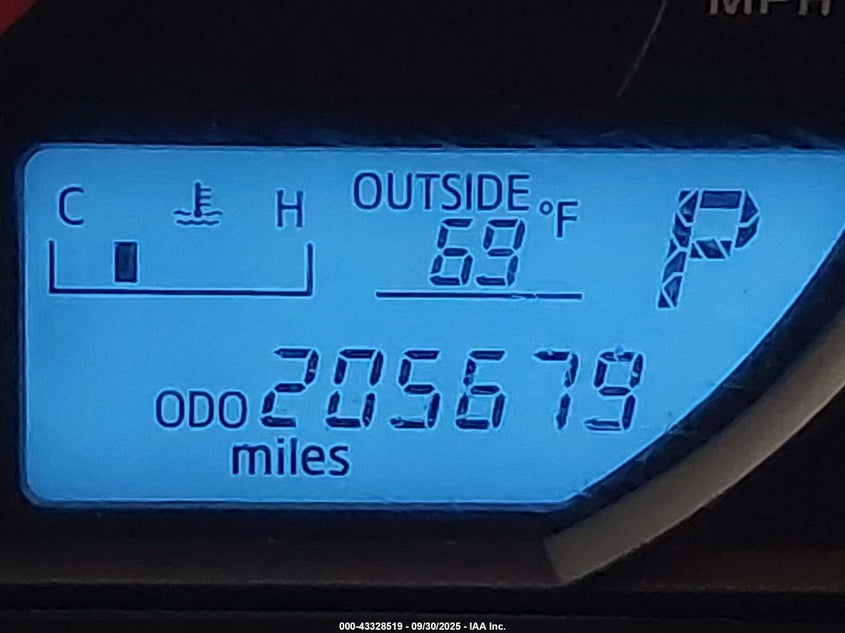 MPH
C H
OUTSIDE
69 °F
P
ODO 205679
miles
000-43328519 - 09/30/2025 - IAA Inc.